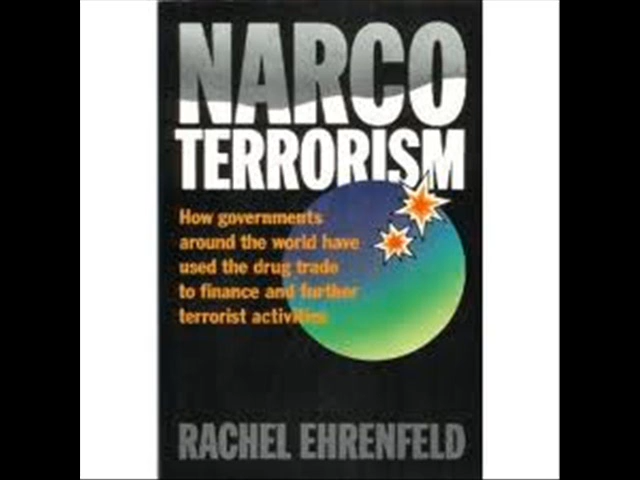 NARCO
TERRORISM
How governments
around the world have
used the drug trade
to finance and further
terrorist activities
RACHEL EHRENFELD